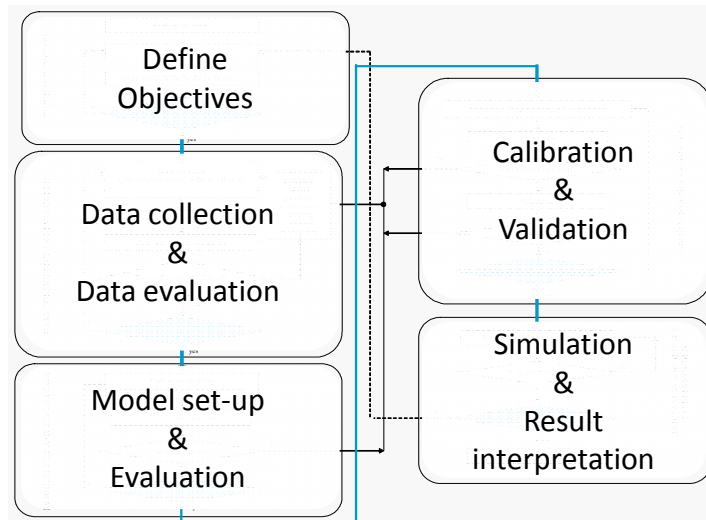 Define
Objectives
Data collection
&
Data evaluation
Model set-up
&
Evaluation
Calibration
&
Validation
Simulation
&
Result
interpretation